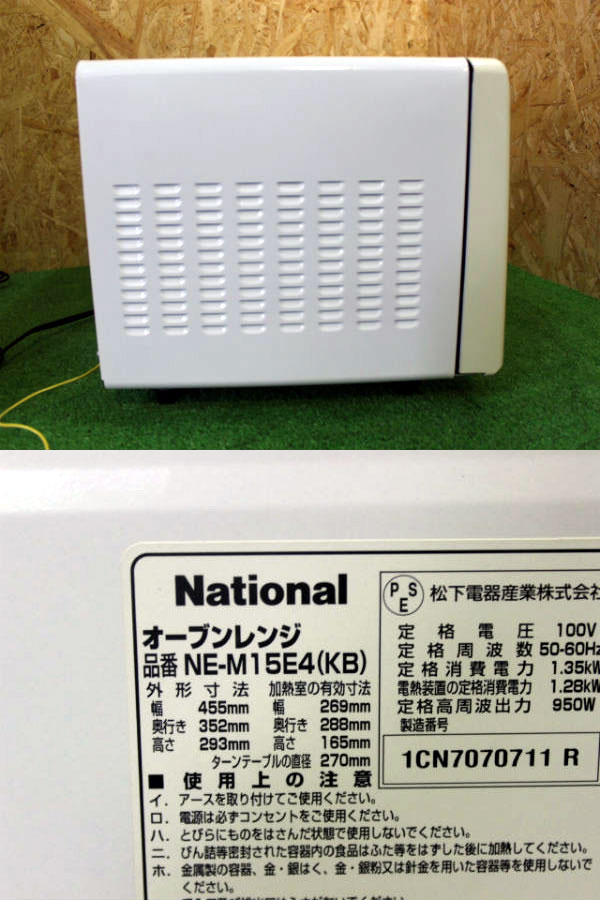 National
オーブンレンジ
品番 NE-M15E4(KB)
外形寸法 加熱室の有効寸法
幅 455mm 幅 269mm
奥行き 352mm 奥行き 288mm
高さ 293mm 高さ 165mm
ターンテーブルの直径 270mm
PSE 松下電器産業株式会社
定格電圧 100V
定格周波数 50-60Hz
定格消費電力 1.35kW
電熱装置の定格消費電力 1.28kW
定格高周波出力 950W
製造番号
1CN7070711 R
■ 使用上の注意
イ. アースを取り付けてご使用ください。
ロ. 電源は必ずコンセントをご使用ください。
ハ. とびらにものをはさんだ状態で使用しないでください。
ニ. びん詰等密封された容器内の食品はふた等をはずした後に加熱してください。
ホ. 金属製の容器、金・銀はく、金・銀粉又は針金を用いた容器等を使用しないで
ください。